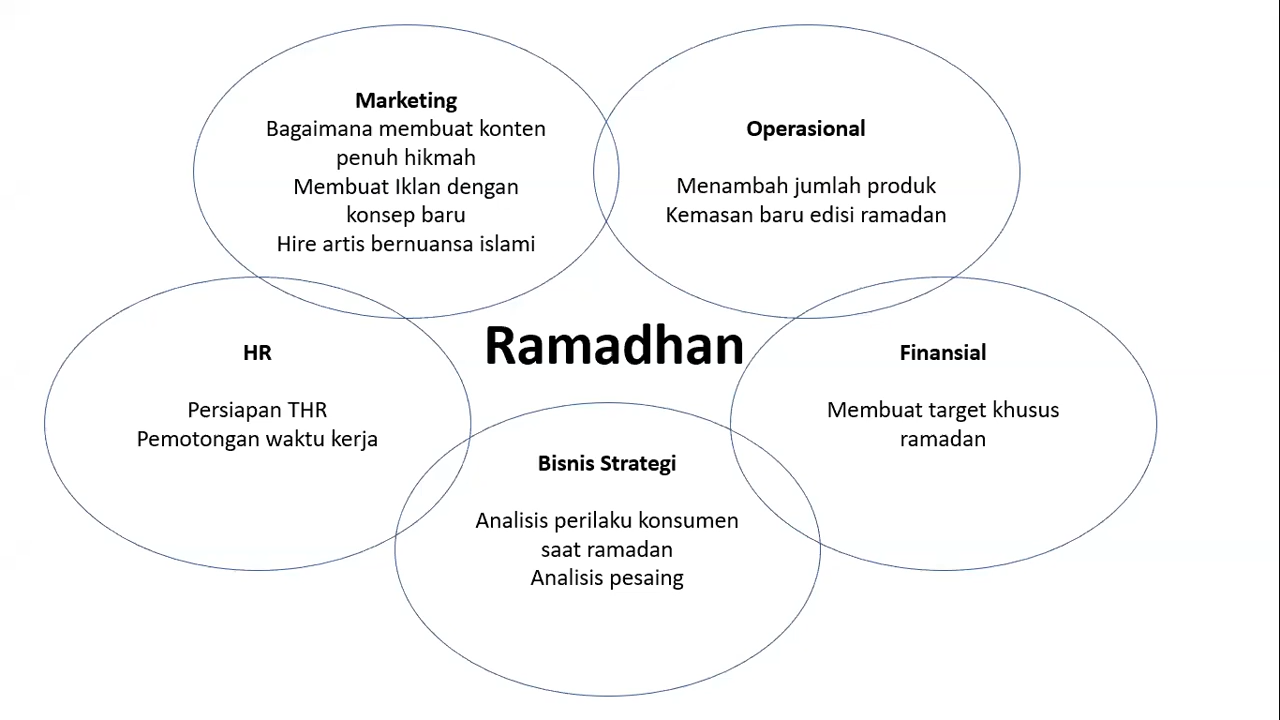 Marketing
Bagaimana membuat konten
penuh hikmah
Membuat Iklan dengan
konsep baru
Hire artis bernuansa islami
Operasional
Menambah jumlah produk
Kemasan baru edisi ramadan
Ramadhan
HR
Persiapan THR
Pemotongan waktu kerja
Finansial
Membuat target khusus
ramadan
Bisnis Strategi
Analisis perilaku konsumen
saat ramadan
Analisis pesaing